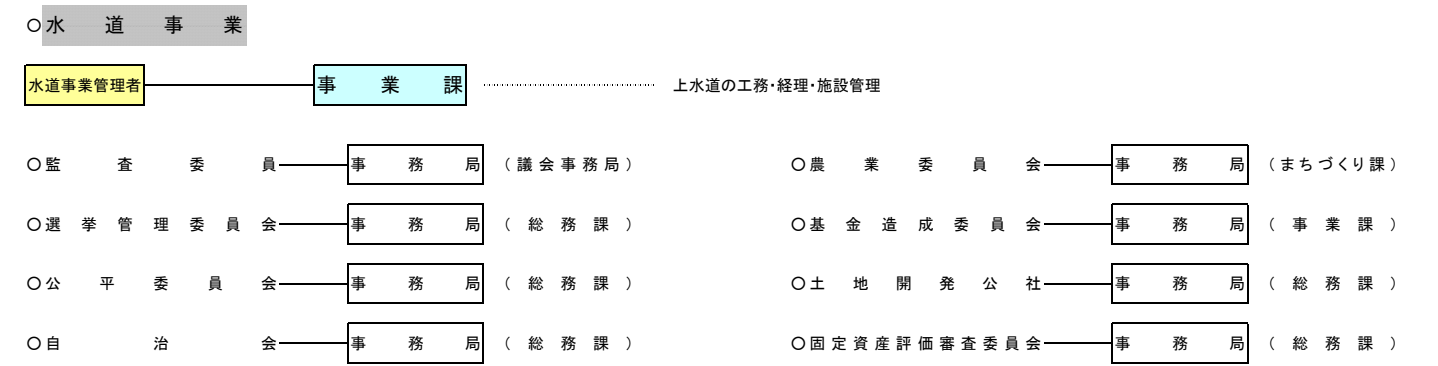 ○水道事業
水道事業管理者 事業課 上水道の工務・経理・施設管理
○監査委員 事務局 (議会事務局) ○農業委員会 事務局 (まちづくり課)
○選挙管理委員会 事務局 (総務課) ○基金造成委員会 事務局 (事業課)
○公平委員会 事務局 (総務課) ○土地開発公社 事務局 (総務課)
○自治会 事務局 (総務課) ○固定資産評価審査委員会 事務局 (総務課)